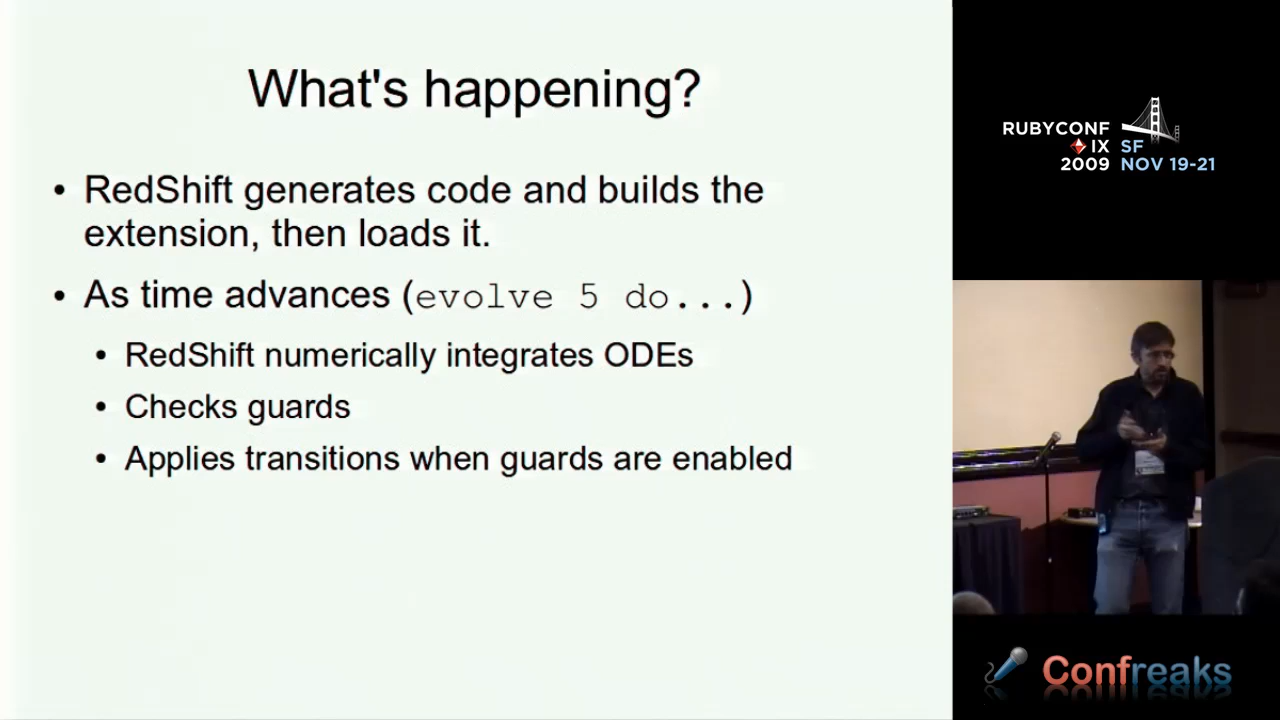 What's happening?
• RedShift generates code and builds the
extension, then loads it.
• As time advances (evolve 5 do...)
• RedShift numerically integrates ODEs
• Checks guards
• Applies transitions when guards are enabled
RUBYCONF
IX SF
2009 NOV 19-21
Confreaks